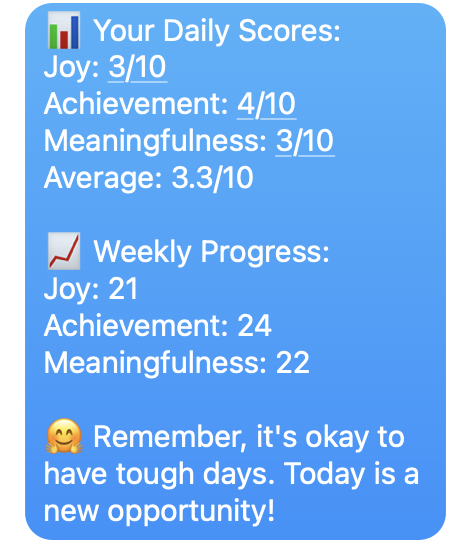 📊 Your Daily Scores:
Joy: 3/10
Achievement: 4/10
Meaningfulness: 3/10
Average: 3.3/10
📈 Weekly Progress:
Joy: 21
Achievement: 24
Meaningfulness: 22
🤗 Remember, it's okay to
have tough days. Today is a
new opportunity!